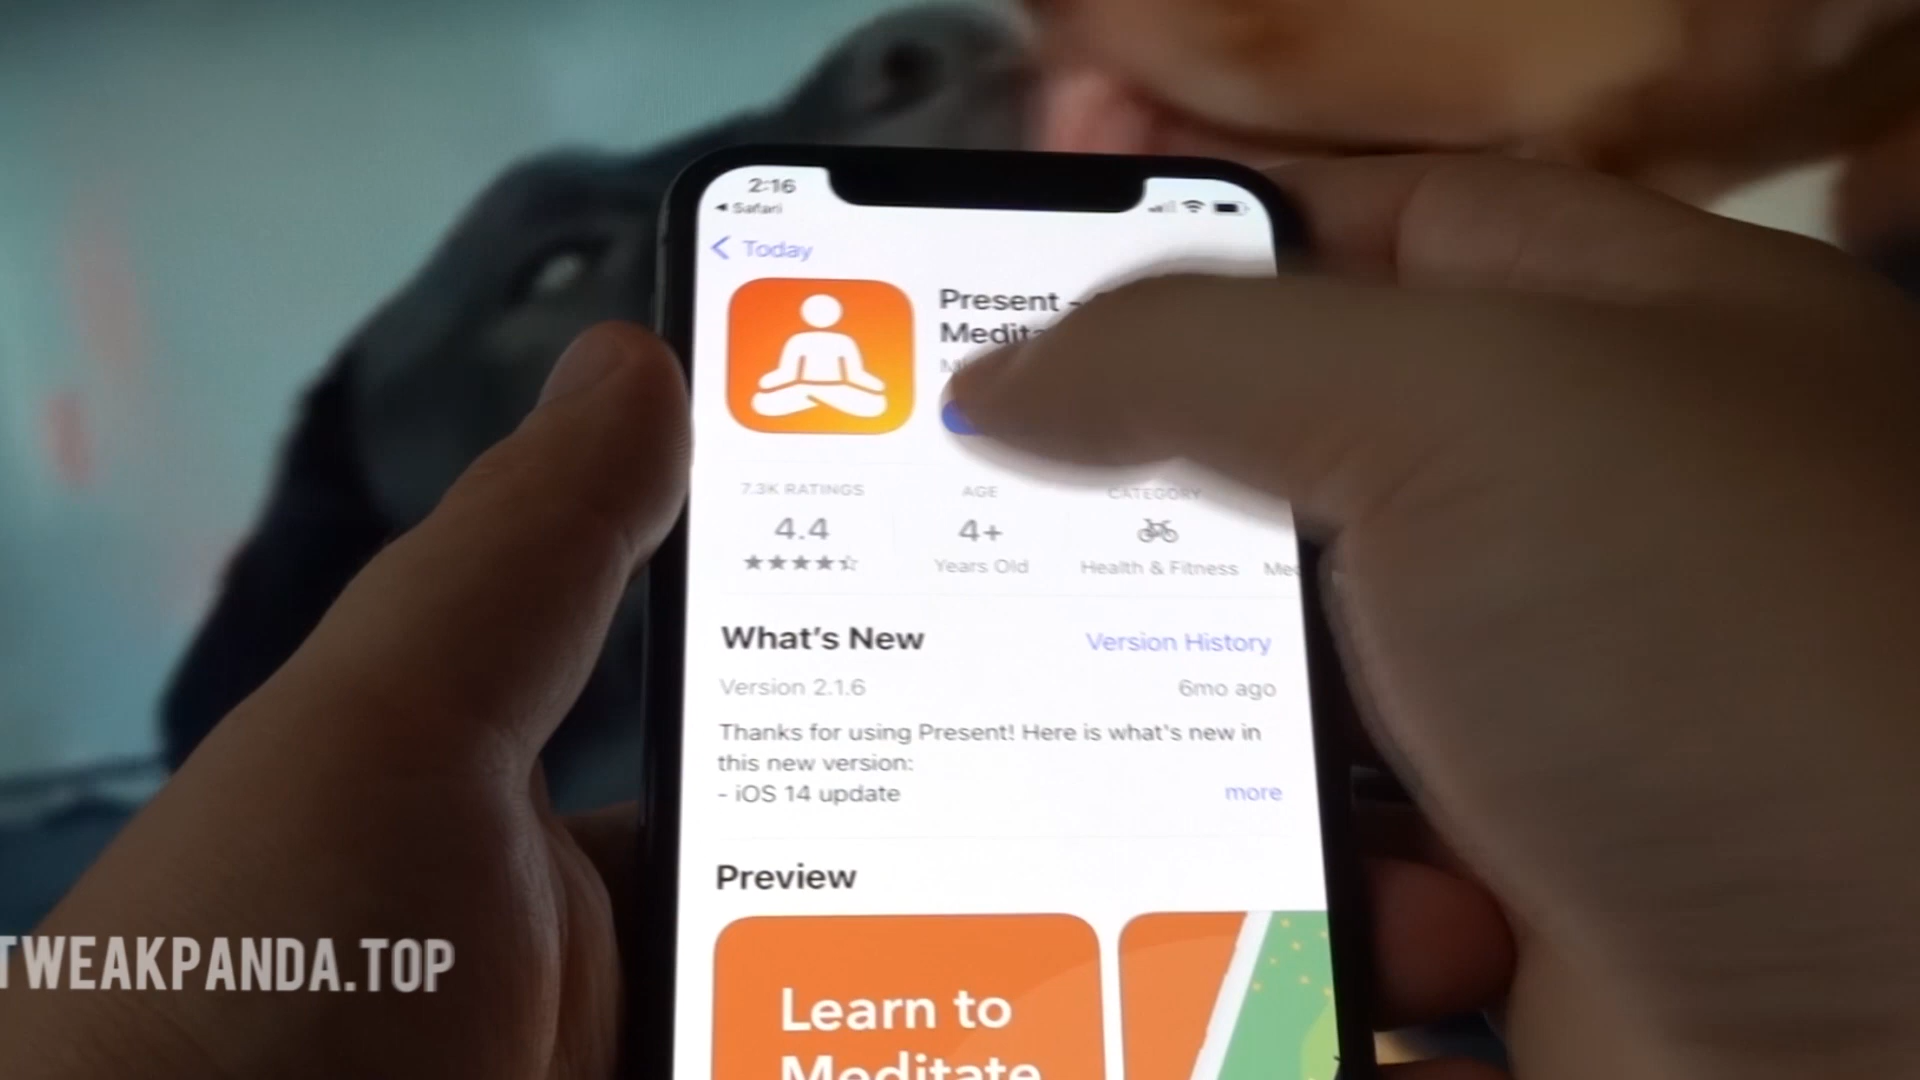 2:16
◄ Safari
< Today
Present -
7.3K RATINGS
AGE
CATEGORY
4.4
4+
★★★★☆
Years Old
Health & Fitness
What's New
Version History
Version 2.1.6
6mo ago
Thanks for using Present! Here is what's new in
this new version:
- iOS 14 update
more
Preview
Learn to
Meditate
TWEAKPANDA.TOP